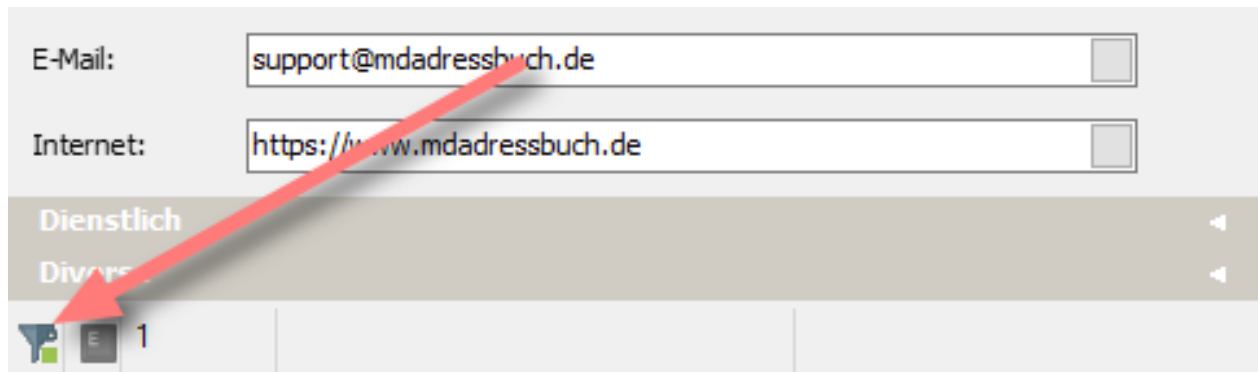 E-Mail:
support@mdadressbuch.de
Internet:
https://www.mdadressbuch.de
Dienstlich
E 1